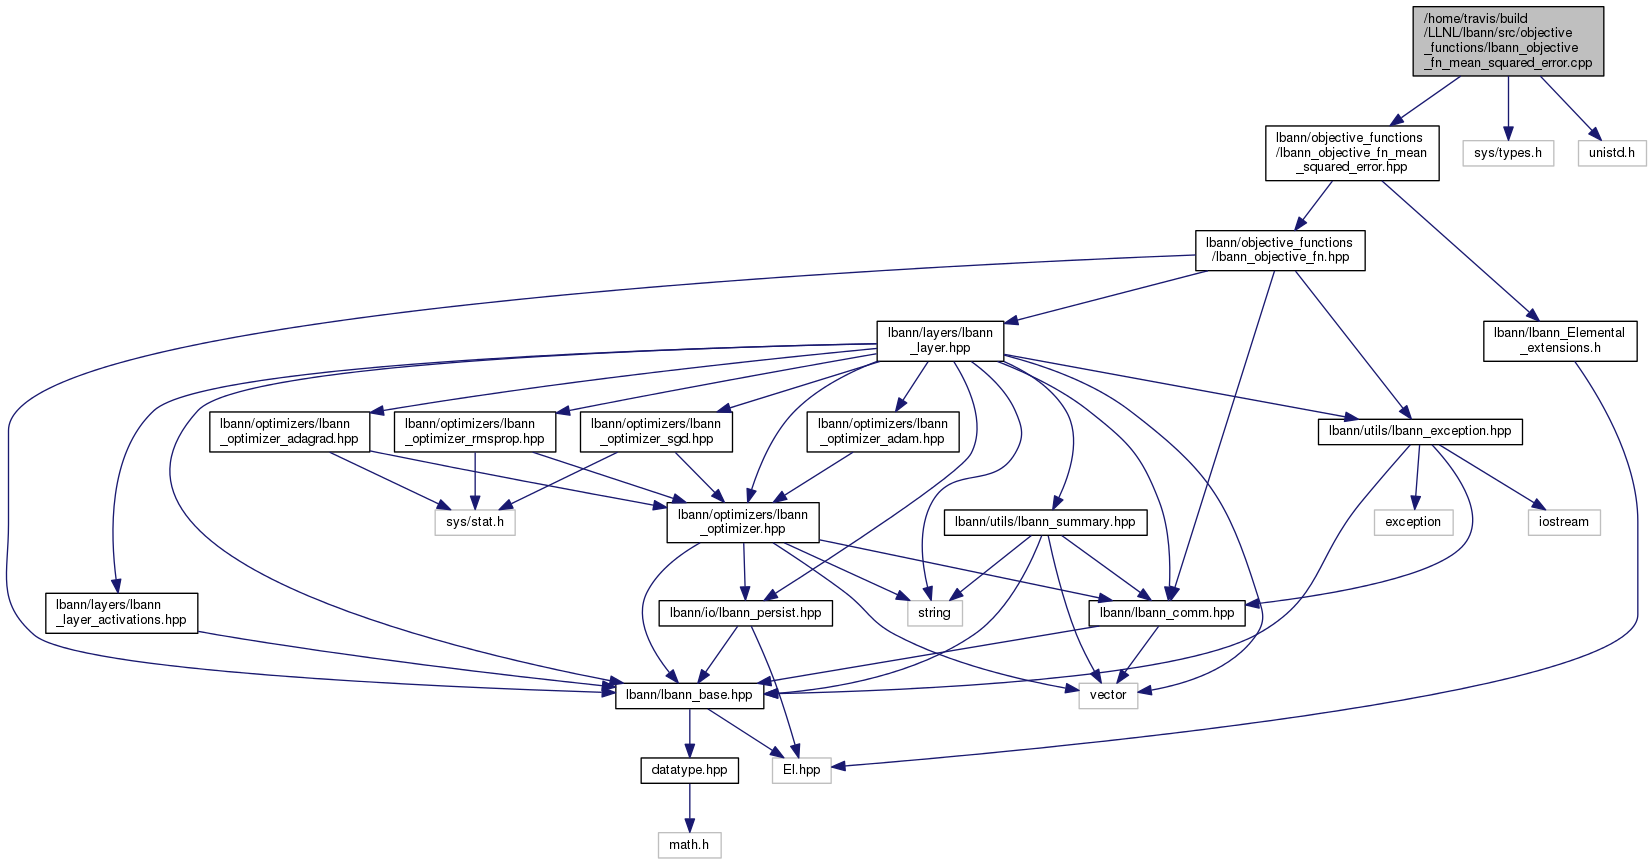 /home/travis/build
/LLNL/lbann/src/objective
_functions/lbann_objective
_fn_mean_squared_error.cpp
lbann/objective_functions
/lbann_objective_fn_mean
_squared_error.hpp
sys/types.h
unistd.h
lbann/objective_functions
/lbann_objective_fn.hpp
lbann/layers/lbann
_layer.hpp
lbann/lbann_Elemental
_extensions.h
lbann/optimizers/lbann
_optimizer_adagrad.hpp
lbann/optimizers/lbann
_optimizer_rmsprop.hpp
lbann/optimizers/lbann
_optimizer_sgd.hpp
lbann/optimizers/lbann
_optimizer_adam.hpp
lbann/utils/lbann_exception.hpp
sys/stat.h
lbann/optimizers/lbann
_optimizer.hpp
lbann/utils/lbann_summary.hpp
exception
iostream
lbann/layers/lbann
_layer_activations.hpp
lbann/io/lbann_persist.hpp
string
lbann/lbann_comm.hpp
lbann/lbann_base.hpp
vector
datatype.hpp
El.hpp
math.h